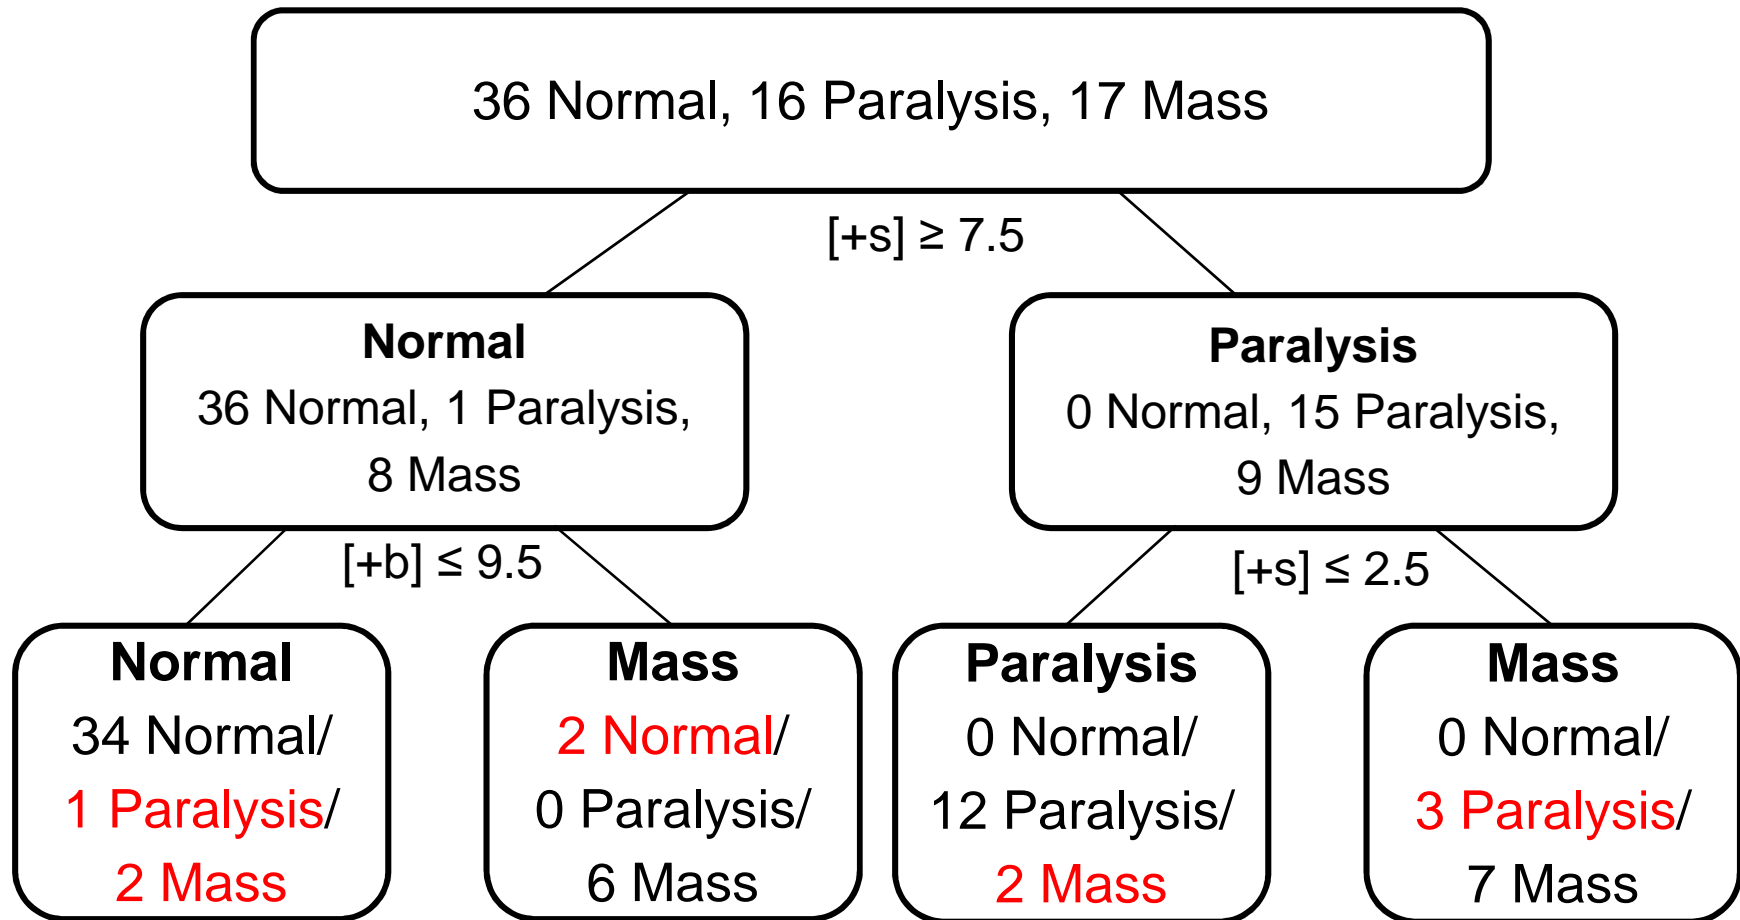 36 Normal, 16 Paralysis, 17 Mass
[+s] ≥ 7.5
Normal
36 Normal, 1 Paralysis,
8 Mass
Paralysis
0 Normal, 15 Paralysis,
9 Mass
[+b] ≤ 9.5
[+s] ≤ 2.5
Normal
34 Normal/
1 Paralysis/
2 Mass
Mass
2 Normal/
0 Paralysis/
6 Mass
Paralysis
0 Normal/
12 Paralysis/
2 Mass
Mass
0 Normal/
3 Paralysis/
7 Mass